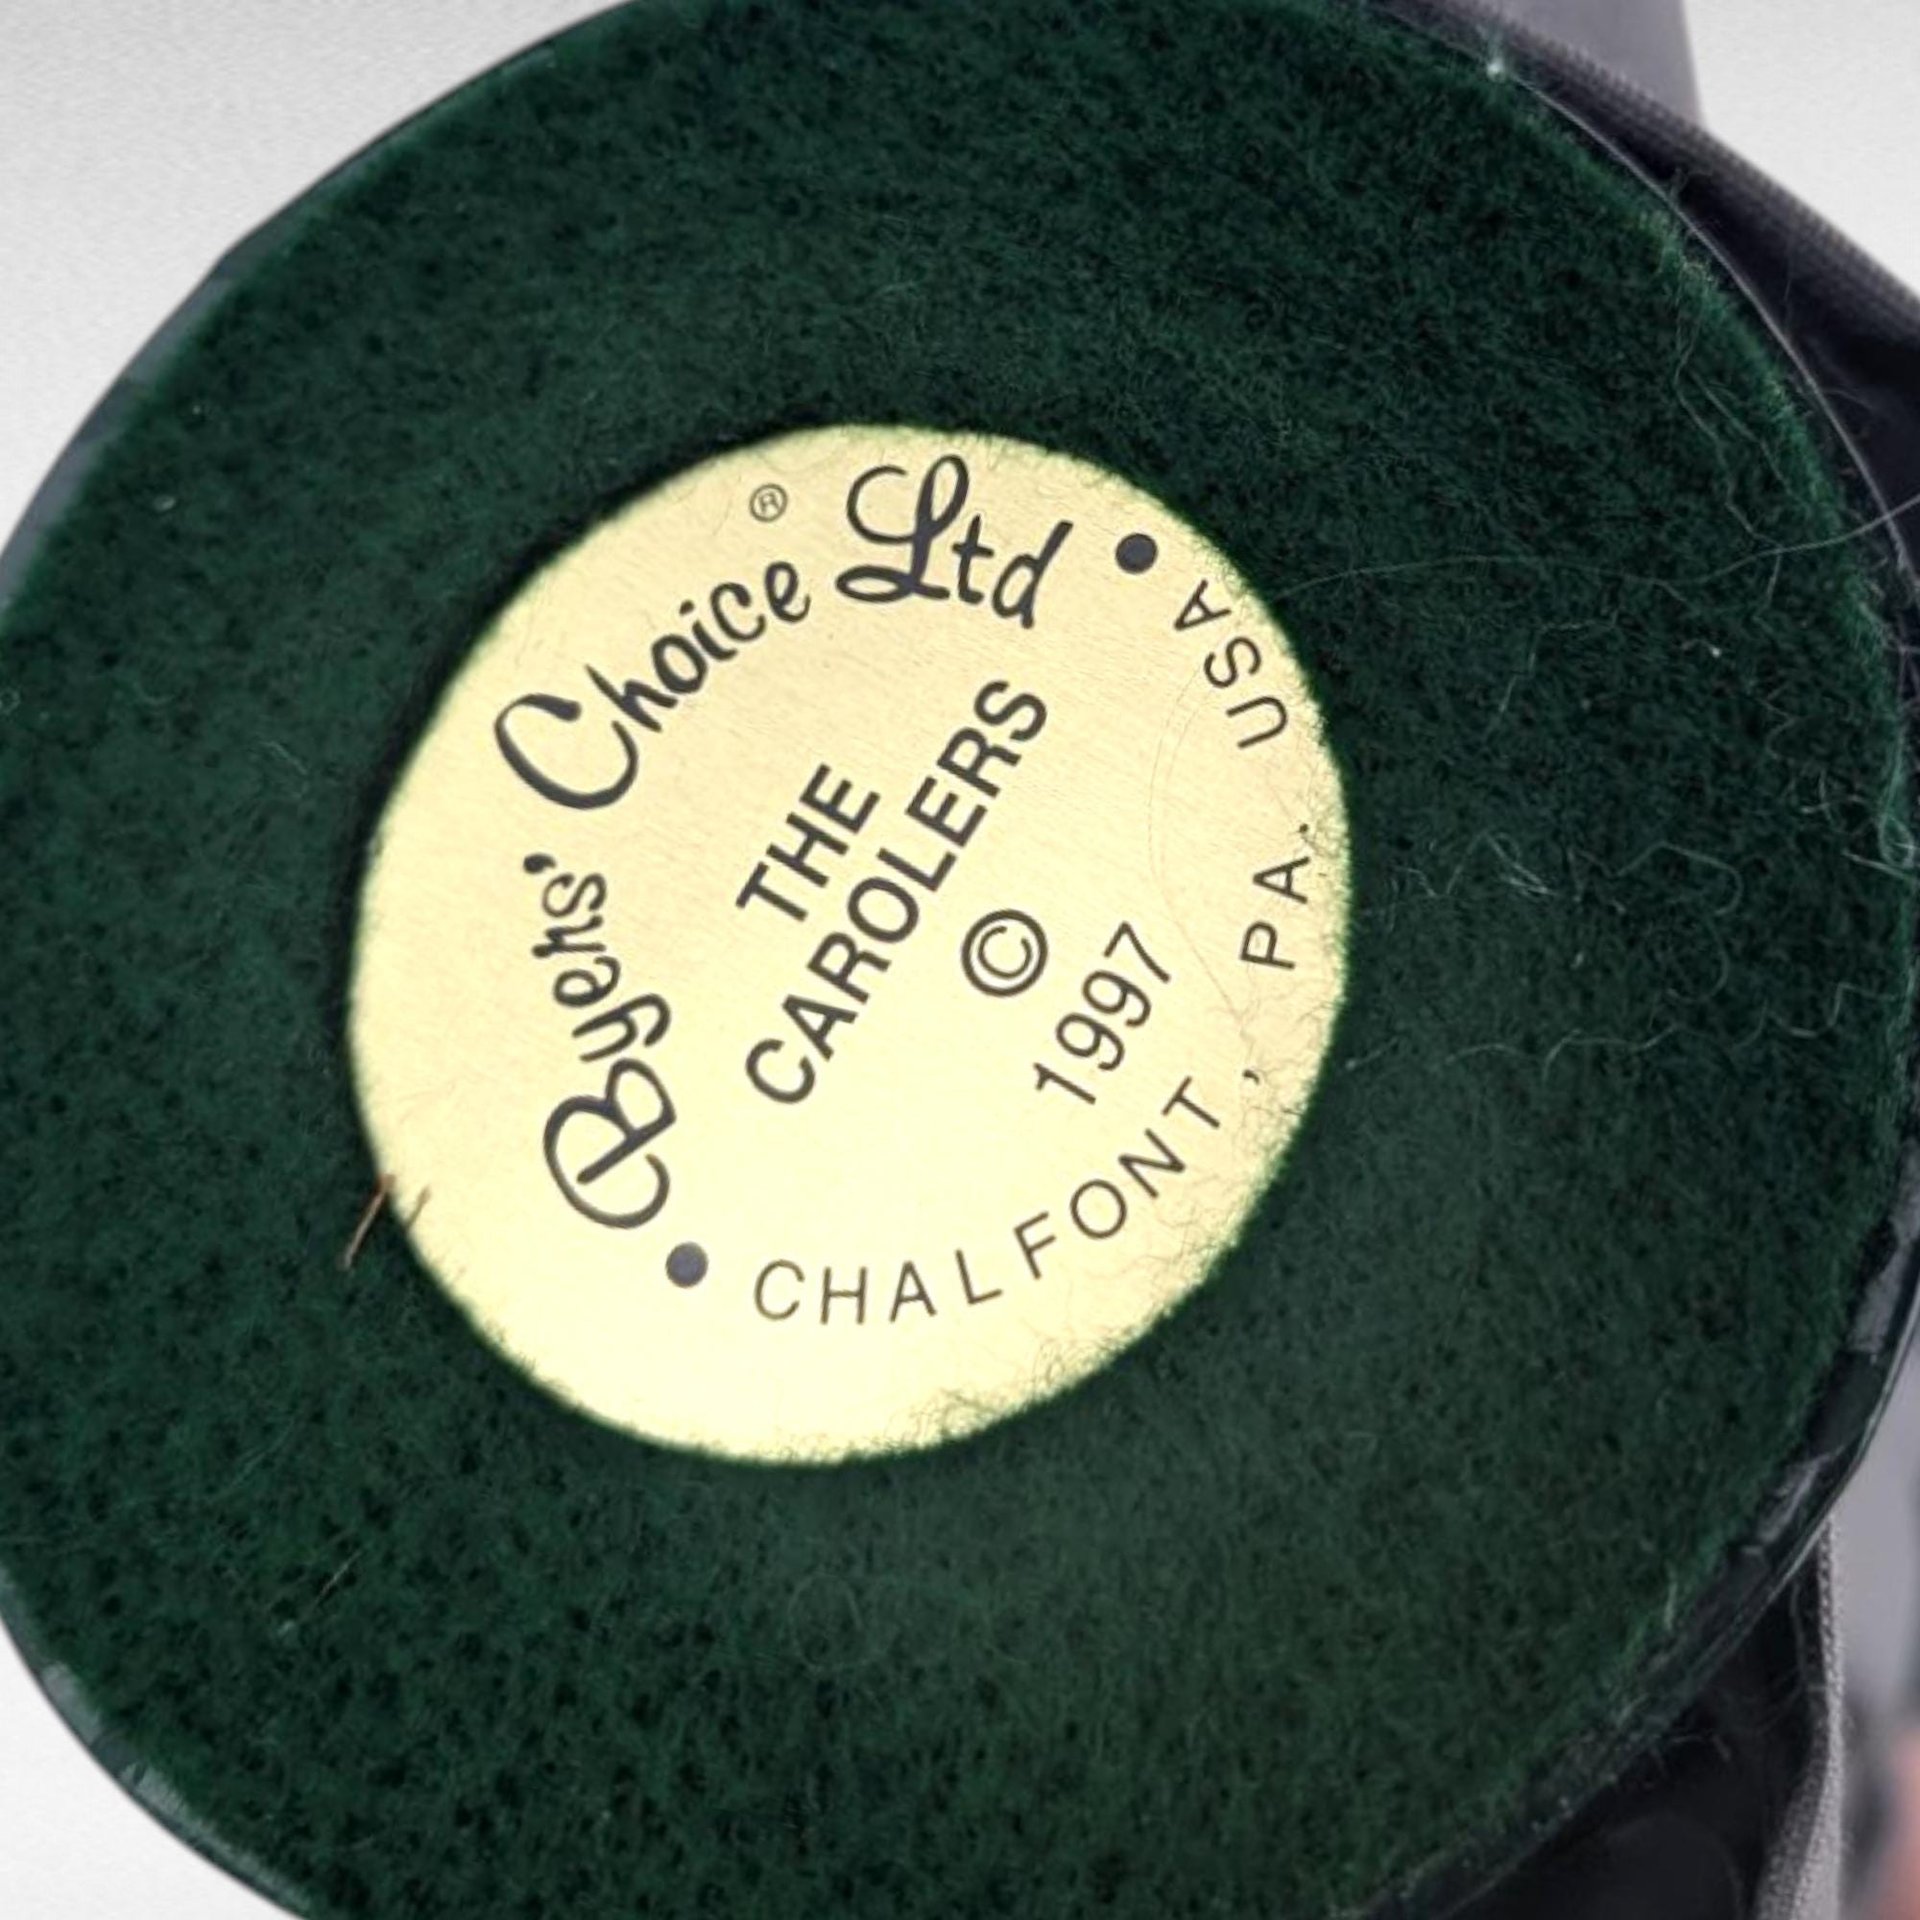 Byers' Choice® Ltd
THE
CAROLERS
©
1997
• CHALFONT, PA. USA •